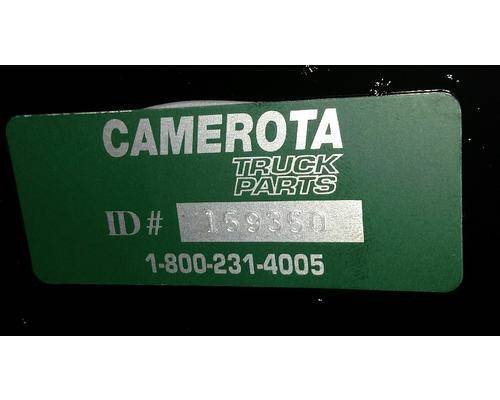 CAMEROTA
TRUCK
PARTS
ID # 159350
1-800-231-4005